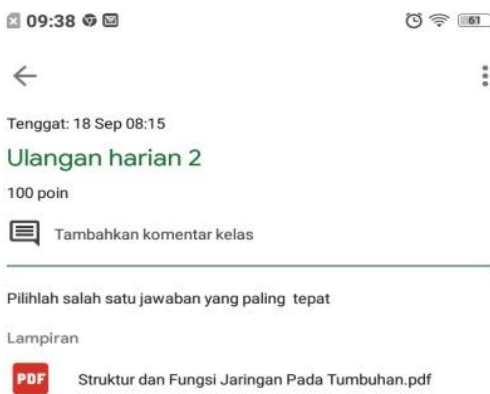 09:38
61
Tenggat: 18 Sep 08:15
Ulangan harian 2
100 poin
Tambahkan komentar kelas
Pilihlah salah satu jawaban yang paling tepat
Lampiran
PDF Struktur dan Fungsi Jaringan Pada Tumbuhan.pdf